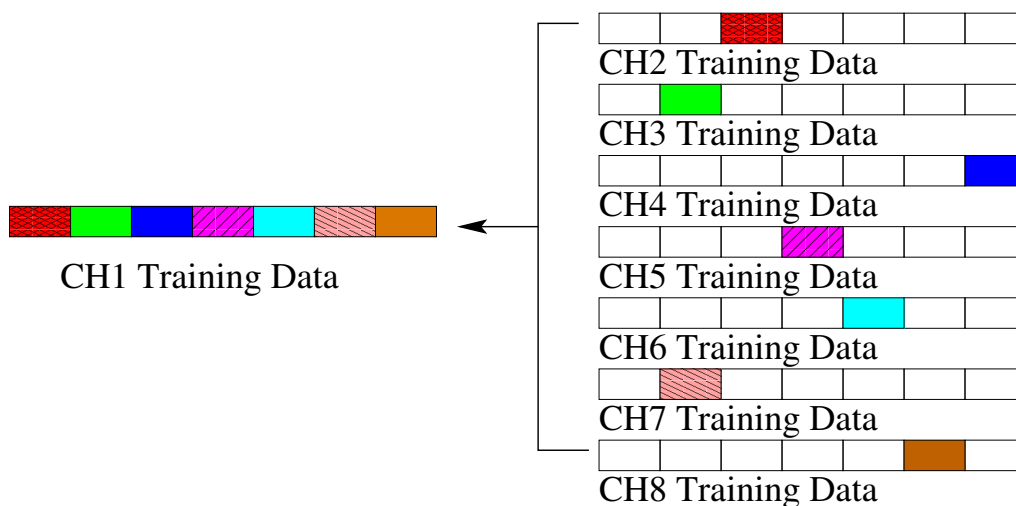 CH2 Training Data
CH3 Training Data
CH4 Training Data
CH1 Training Data
CH5 Training Data
CH6 Training Data
CH7 Training Data
CH8 Training Data